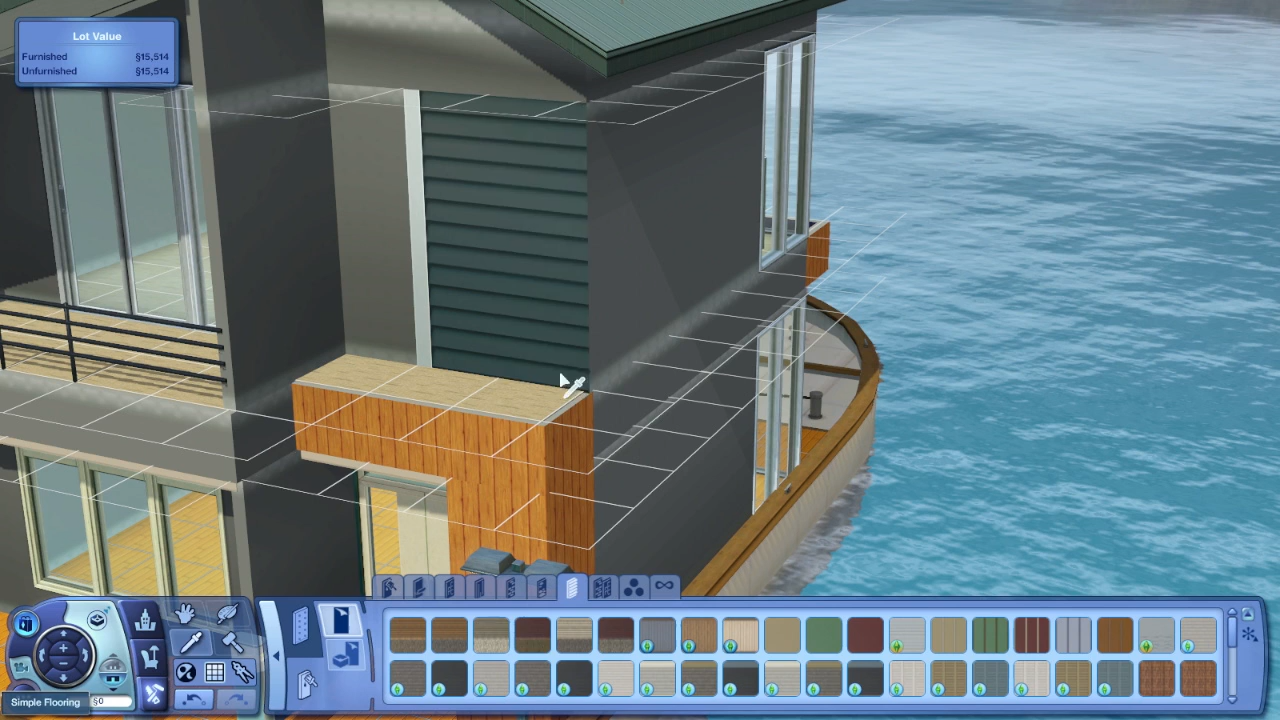 Lot Value
Furnished §15,514
Unfurnished §15,514
Simple Flooring §0